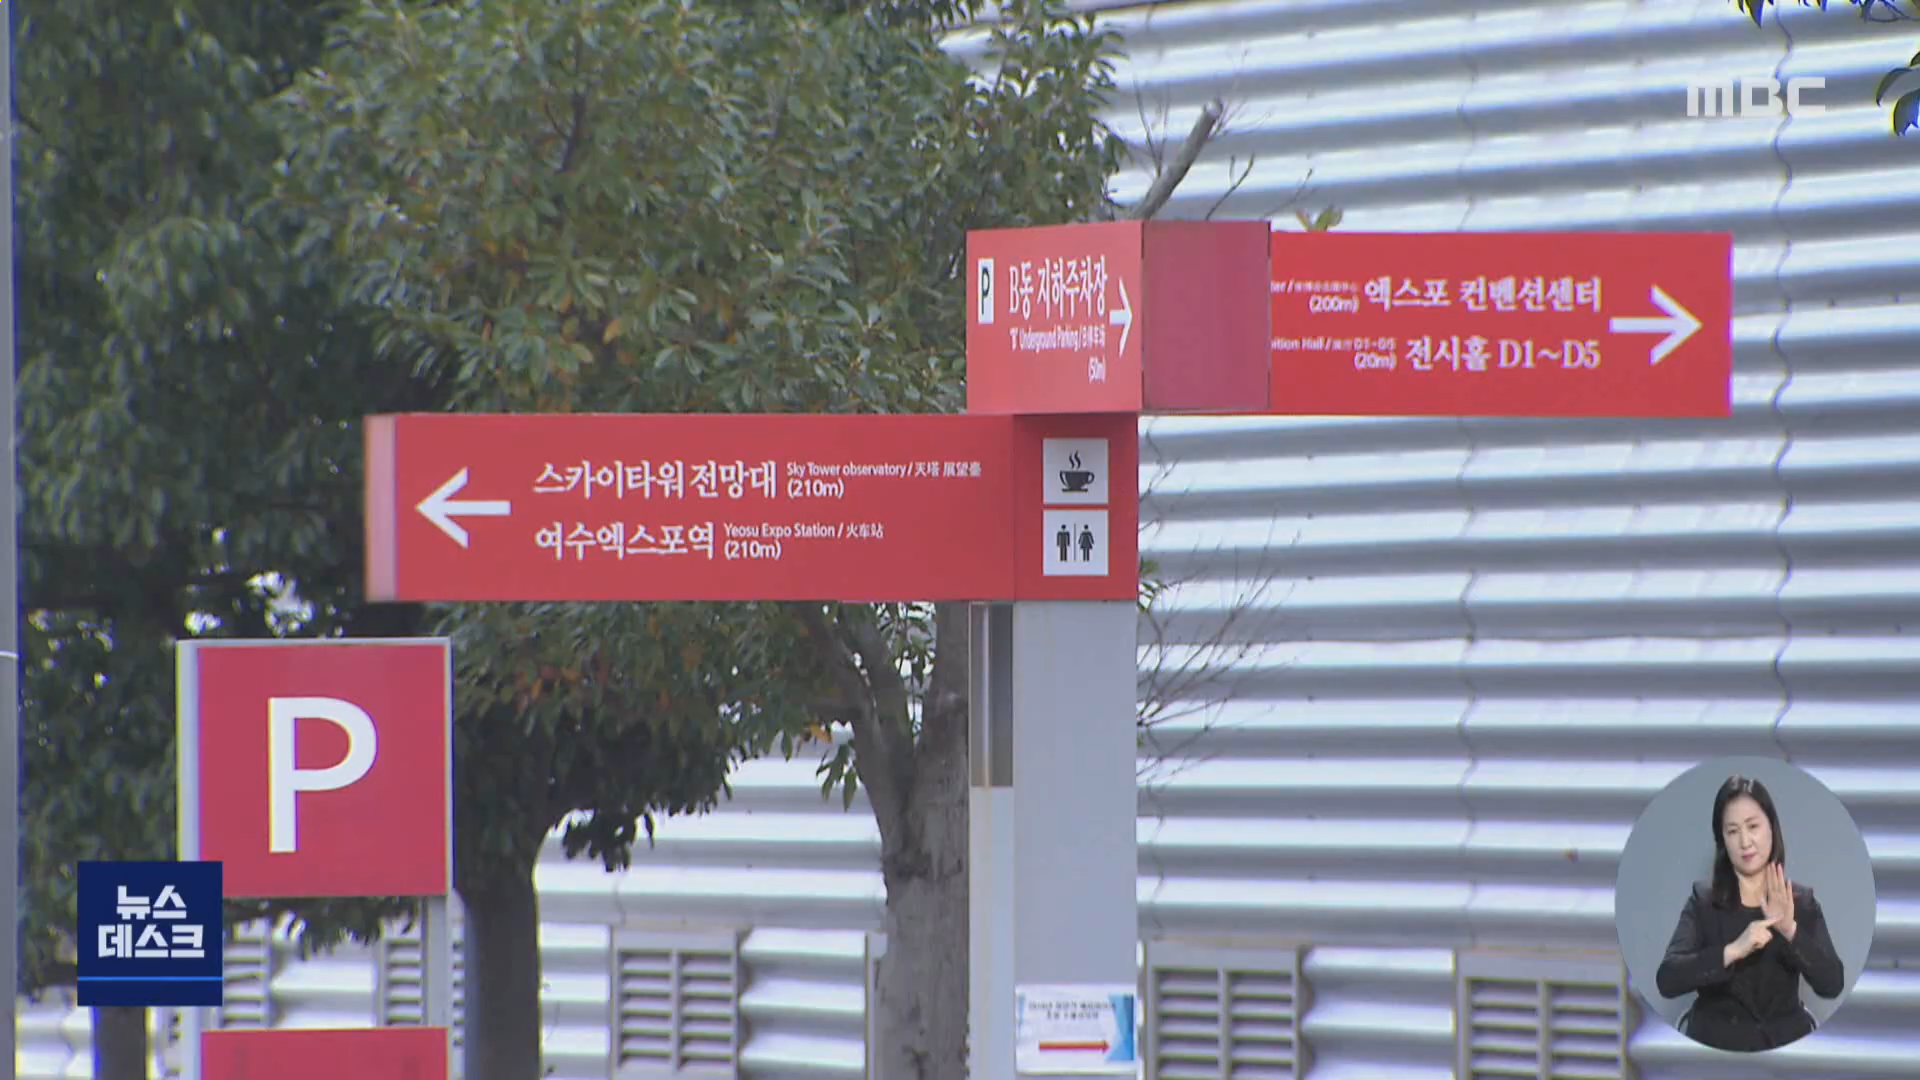 MBC
P
B동 지하주차장
'B' Underground Parking /
(50m)
엑스포 컨벤션센터
(200m)
전시홀 D1~D5
(20m)
스카이타워 전망대 Sky Tower observatory / 天塔 展望臺
(210m)
여수엑스포역 Yeosu Expo Station / 火车站
(210m)
P
뉴스
데스크